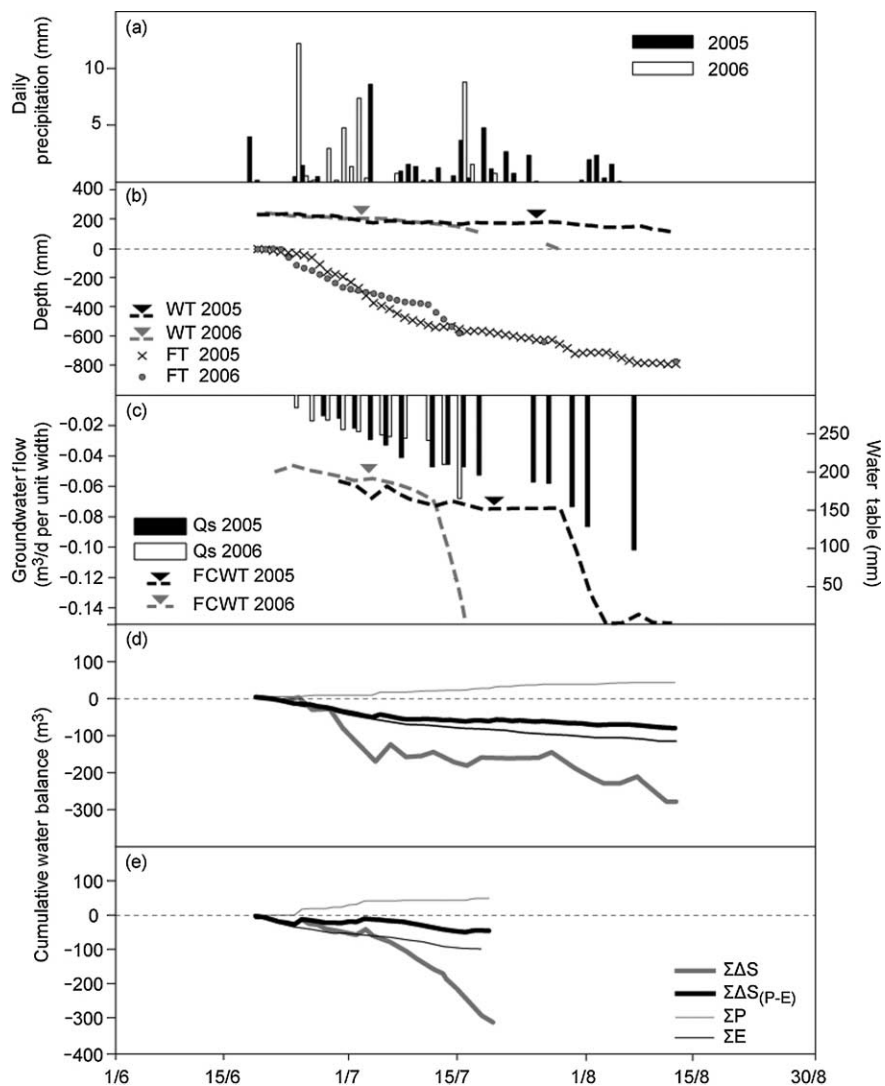 (a)
Daily
precipitation (mm)
10
5
2005
2006
(b)
Depth (mm)
400
200
0
−200
−400
−600
−800
WT 2005
WT 2006
FT 2005
FT 2006
(c)
Groundwater flow
(m³/d per unit width)
−0.02
−0.04
−0.06
−0.08
−0.10
−0.12
−0.14
Qs 2005
Qs 2006
FCWT 2005
FCWT 2006
250
200
150
100
50
Water table (mm)
(d)
Cumulative water balance (m³)
100
0
−100
−200
−300
(e)
100
0
−100
−200
−300
−400
ΣΔS
ΣΔS(P-E)
ΣP
ΣE
1/6 15/6 1/7 15/7 1/8 15/8 30/8